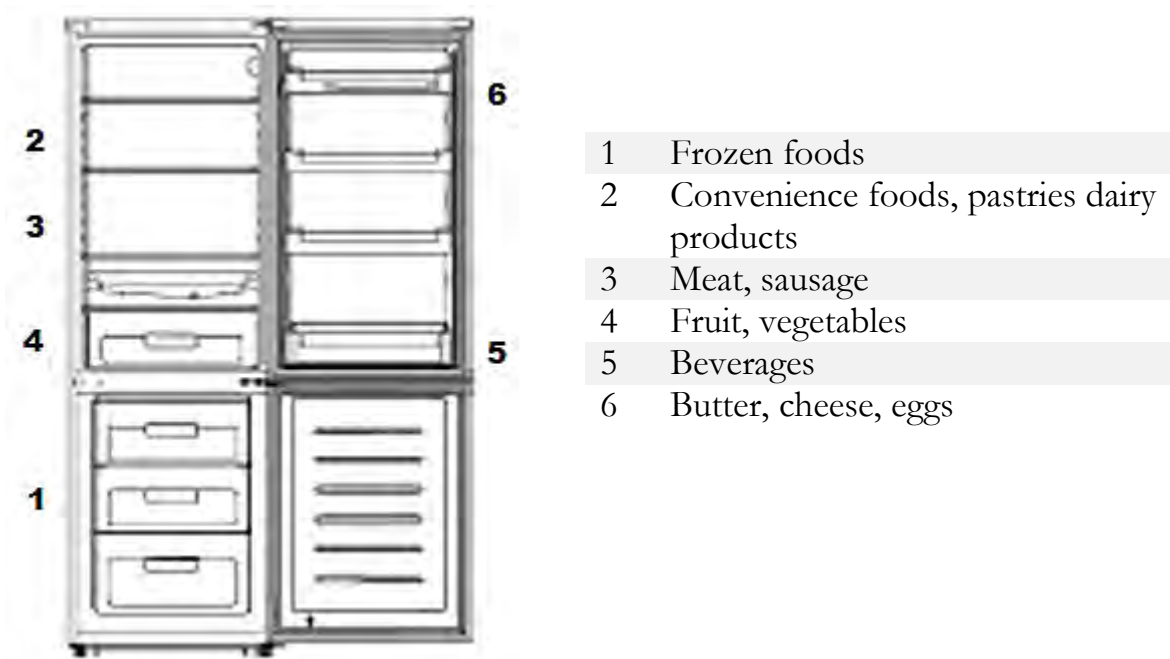 6
2
3
4
5
1
1 Frozen foods
2 Convenience foods, pastries dairy
products
3 Meat, sausage
4 Fruit, vegetables
5 Beverages
6 Butter, cheese, eggs